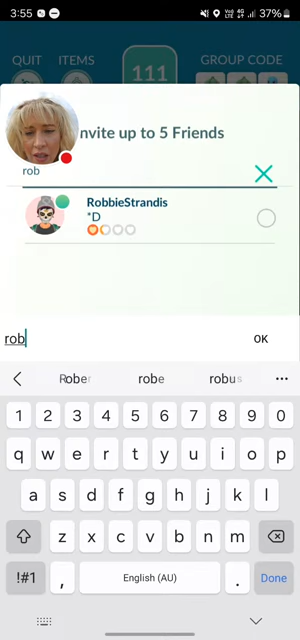 3:55 37%
QUIT ITEMS 111 GROUP CODE
nvite up to 5 Friends
rob
RobbieStrandis
*D
rob OK
Rober robe robus
1 2 3 4 5 6 7 8 9 0
q w e r t y u i o p
a s d f g h j k l
z x c v b n m
!#1 , English (AU) . Done